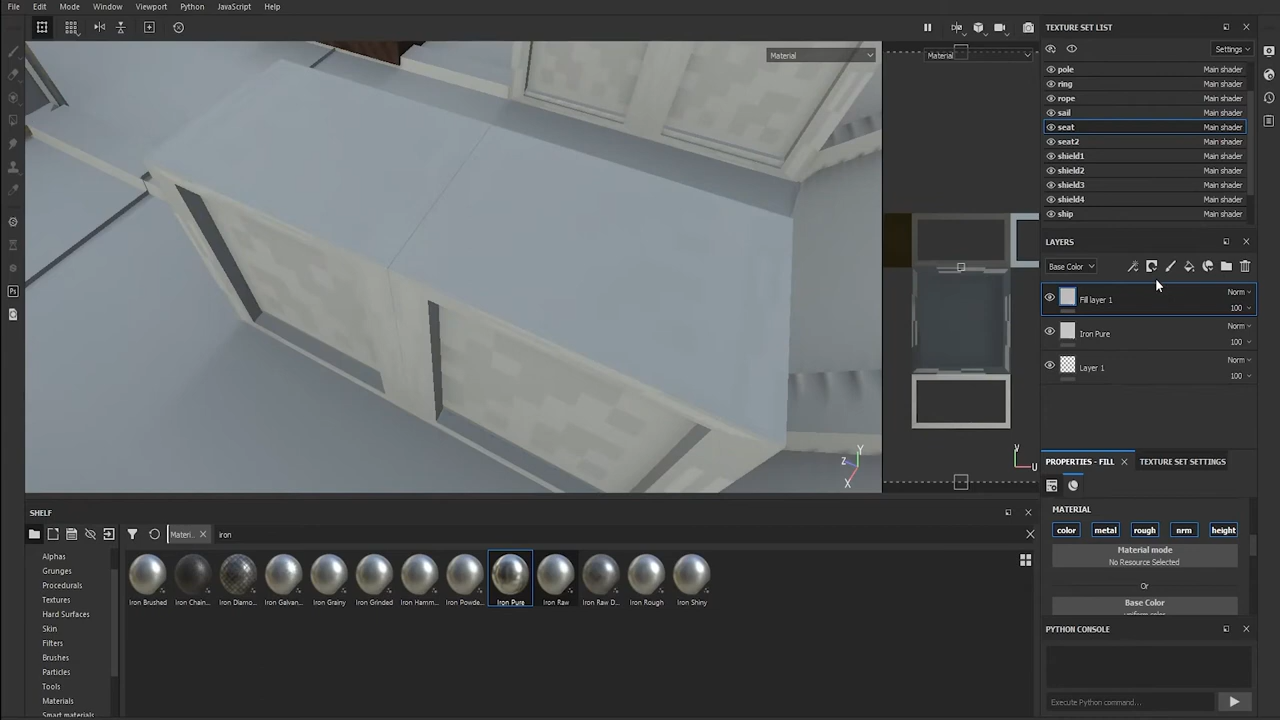 File Edit Mode Window Viewport Python JavaScript Help
Material
Material
TEXTURE SET LIST
Settings
pole Main shader
ring Main shader
rope Main shader
sail Main shader
seat Main shader
seat2 Main shader
shield1 Main shader
shield2 Main shader
shield3 Main shader
shield4 Main shader
ship Main shader
LAYERS
Base Color
Fill layer 1 Norm
100
Iron Pure Norm
100
Layer 1 Norm
100
Z Y
X
Y
U
PROPERTIES - FILL TEXTURE SET SETTINGS
MATERIAL
color metal rough nrm height
Material mode
No Resource Selected
Or
Base Color
uniform color
PYTHON CONSOLE
Execute Python command...
SHELF
Materi... iron
Alphas
Grunges
Procedurals
Textures
Hard Surfaces
Skin
Filters
Brushes
Particles
Tools
Materials
Smart materials
Iron Brushed Iron Chain... Iron Diamo... Iron Galvan... Iron Grainy Iron Grinded Iron Hamm... Iron Powde... Iron Pure Iron Raw Iron Raw D... Iron Rough Iron Shiny
Ps